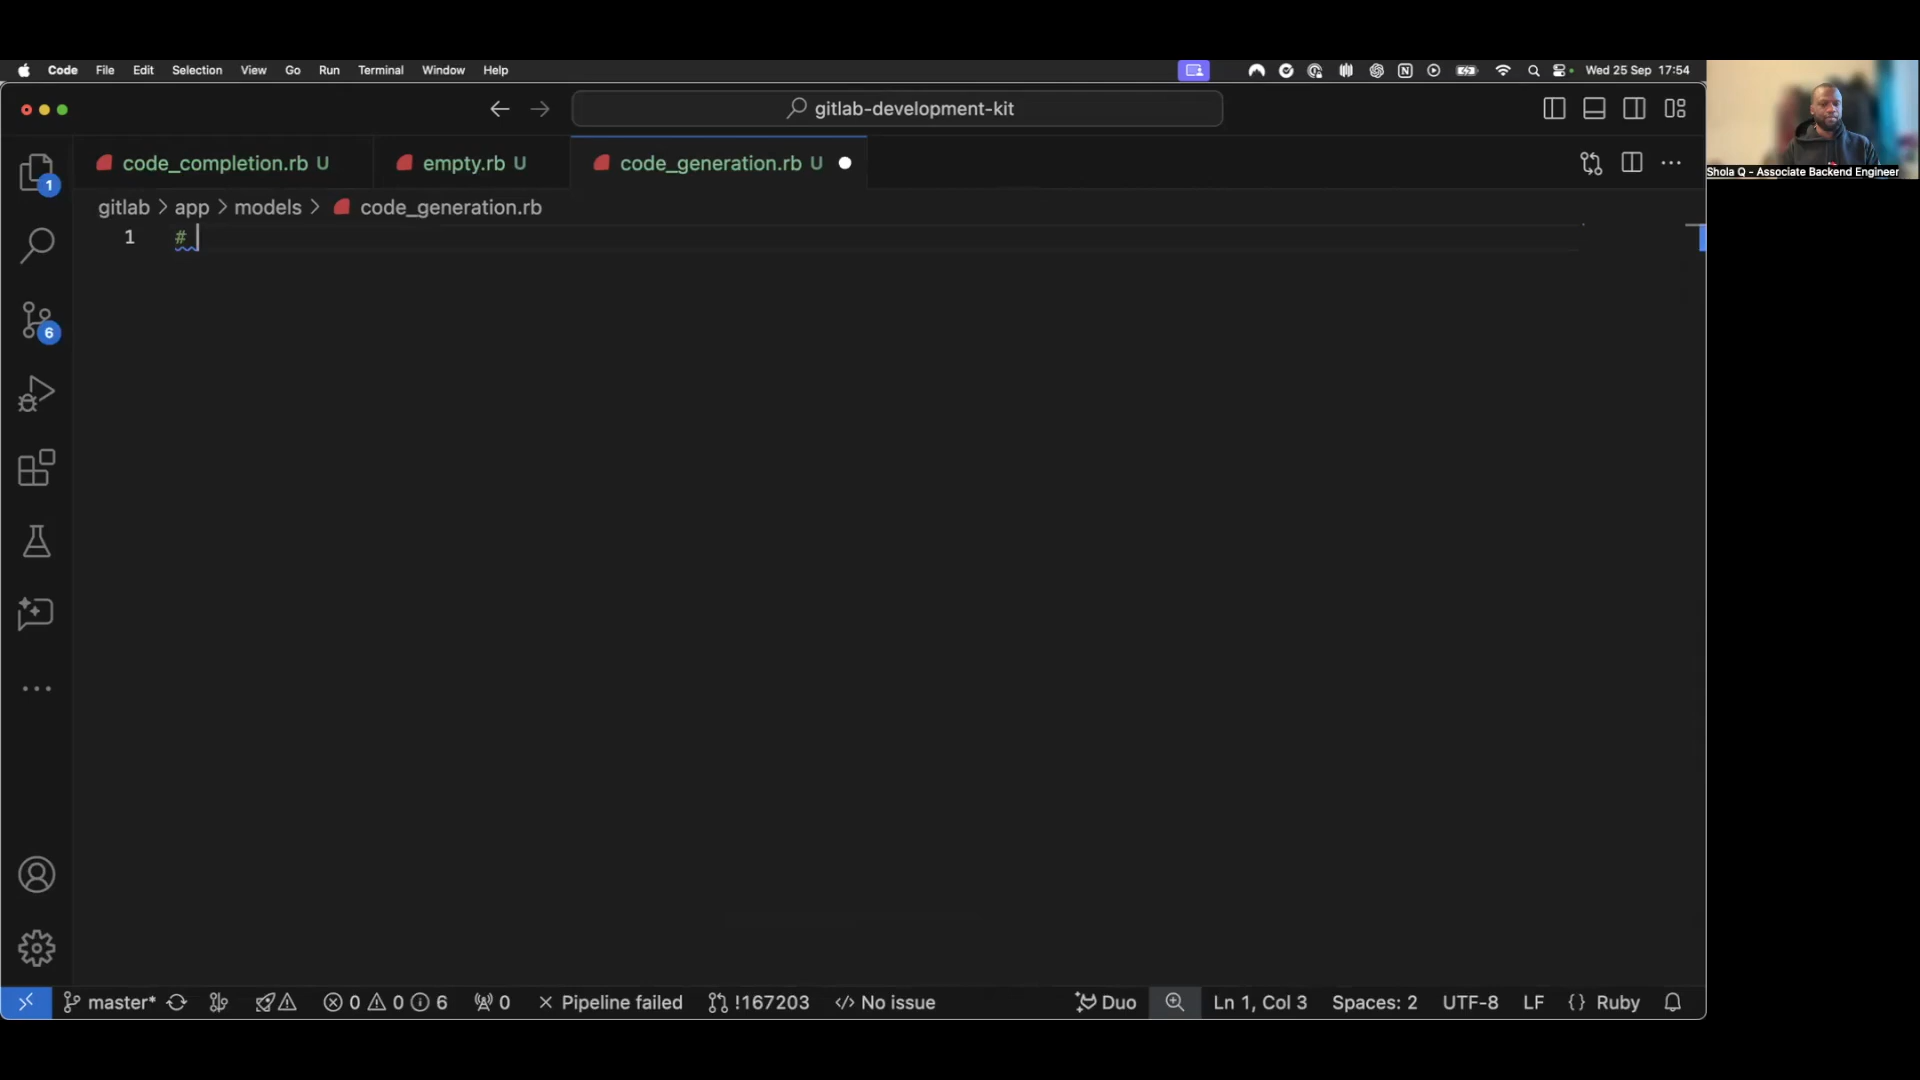 Code File Edit Selection View Go Run Terminal Window Help Wed 25 Sep 17:54
gitlab-development-kit
code_completion.rb U empty.rb U code_generation.rb U
gitlab > app > models > code_generation.rb
1 #
1
6
Shola Q - Associate Backend Engineer
master* 0 0 6 0 Pipeline failed !167203 No issue Duo Ln 1, Col 3 Spaces: 2 UTF-8 LF {} Ruby